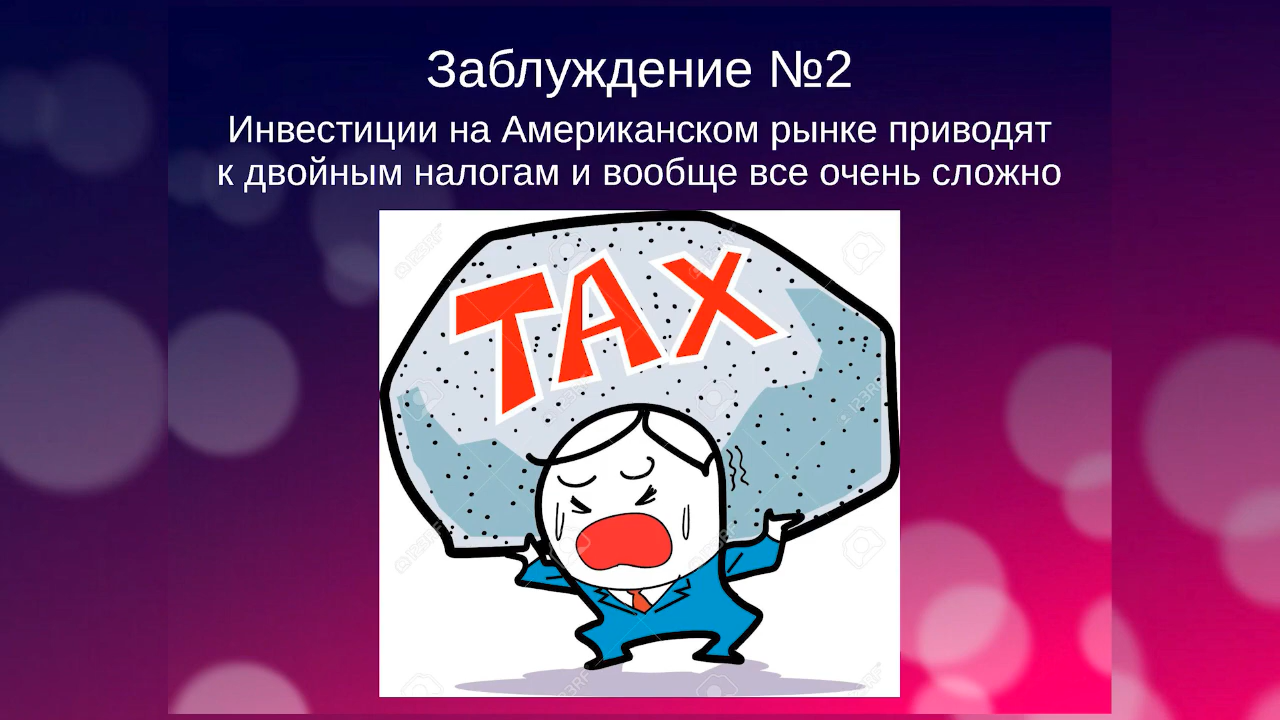 Заблуждение №2
Инвестиции на Американском рынке приводят
к двойным налогам и вообще все очень сложно
TAX